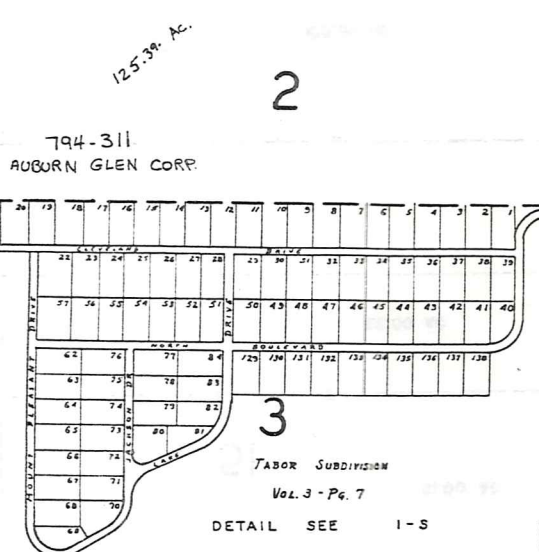 125.39. AC.
2
794-311
AUBURN GLEN CORP.
20 19 18 17 16 15 14 13 12 11 10 9 8 7 6 5 4 3 2 1
CLEVELAND DRIVE
22 23 24 25 26 27 28 29 30 31 32 33 34 35 36 37 38 39
57 56 55 54 53 52 51 50 49 48 47 46 45 44 43 42 41 40
DRIVE
DRIVE
NORTH BOULEVARD
62 76 77 84 129 130 131 132 133 134 135 136 137 138
63 75 78 83
64 74 79 82
65 73 80 81
66 72
67 71
68 70
69
MOUNT PLEASANT
JACKSON DR
LAKE
3
TABOR SUBDIVISION
VOL. 3 - PG. 7
DETAIL SEE 1-S